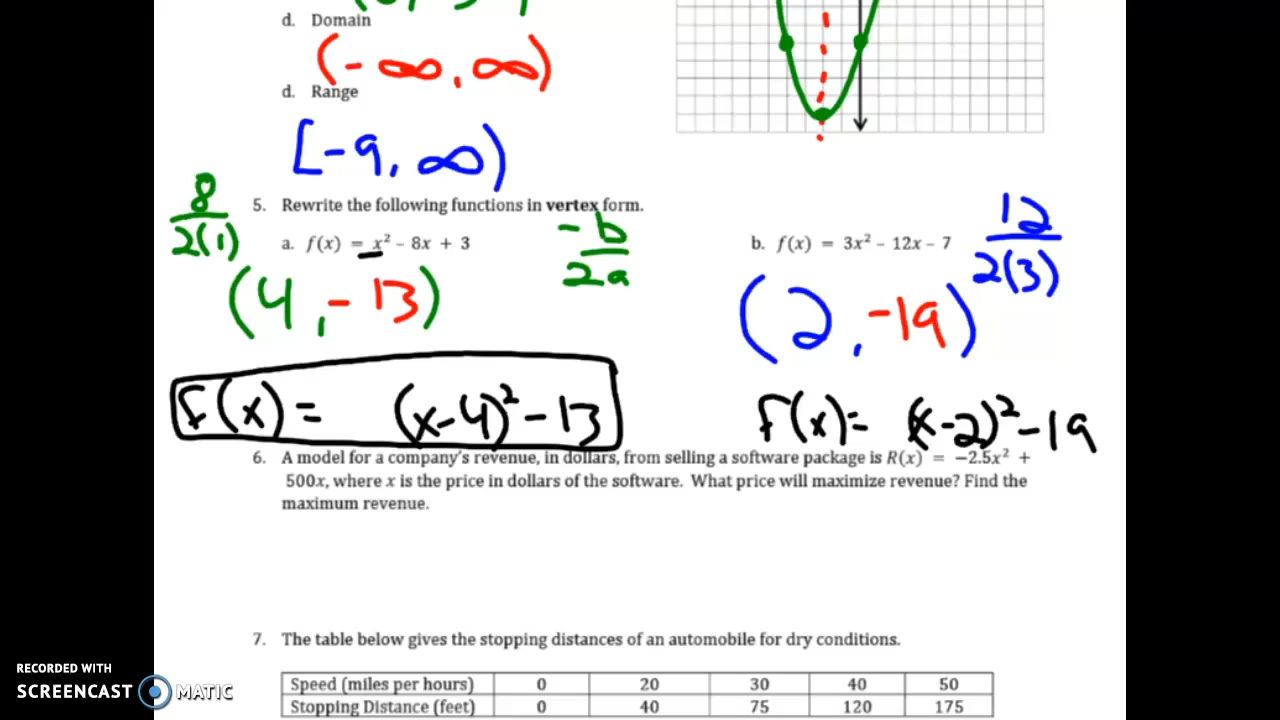 d. Domain
(-∞, ∞)
d. Range
[-9, ∞)
5. Rewrite the following functions in vertex form.
8
2(1)
a. f(x) = x² - 8x + 3
-b
2a
b. f(x) = 3x² - 12x - 7
12
2(3)
(4, -13)
(2, -19)
f(x) = (x-4)² - 13
f(x) = (x-2)² - 19
6. A model for a company's revenue, in dollars, from selling a software package is R(x) = -2.5x² +
500x, where x is the price in dollars of the software. What price will maximize revenue? Find the
maximum revenue.
7. The table below gives the stopping distances of an automobile for dry conditions.
Speed (miles per hours) 0 20 30 40 50
Stopping Distance (feet) 0 40 75 120 175
RECORDED WITH
SCREENCAST MATIC